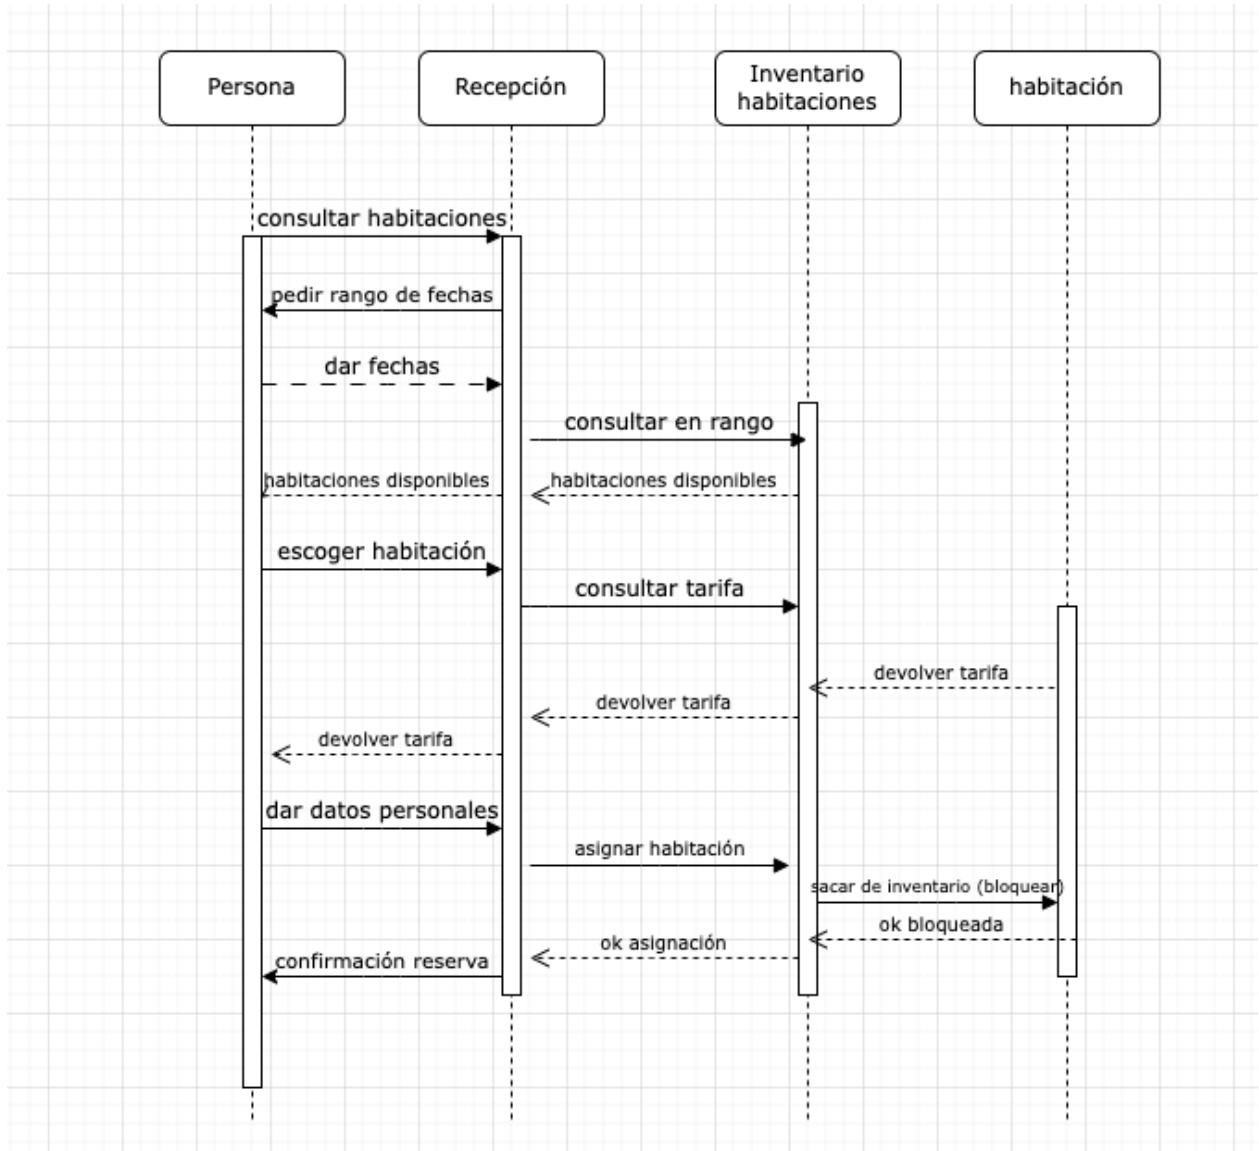 Persona
Recepción
Inventario
habitaciones
habitación
consultar habitaciones
pedir rango de fechas
dar fechas
consultar en rango
habitaciones disponibles
habitaciones disponibles
escoger habitación
consultar tarifa
devolver tarifa
devolver tarifa
devolver tarifa
dar datos personales
asignar habitación
sacar de inventario (bloquear)
ok bloqueada
ok asignación
confirmación reserva